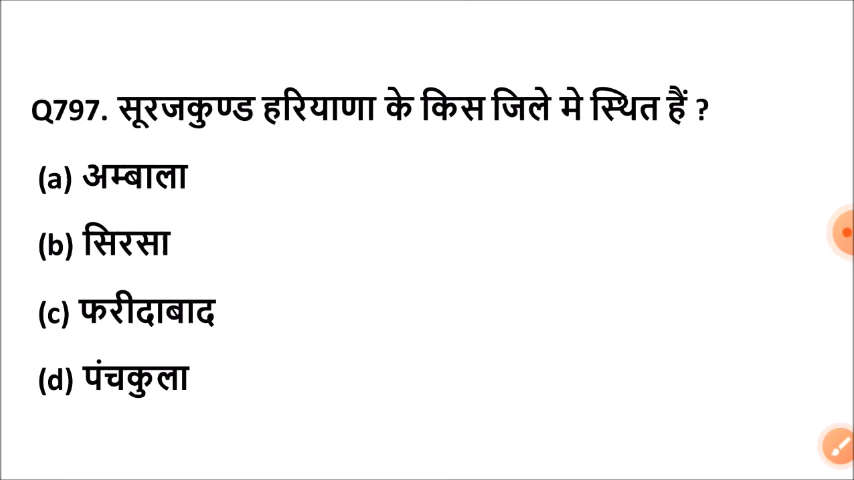 Q797. सूरजकुण्ड हरियाणा के किस जिले मे स्थित हैं ?
(a) अम्बाला
(b) सिरसा
(c) फरीदाबाद
(d) पंचकुला